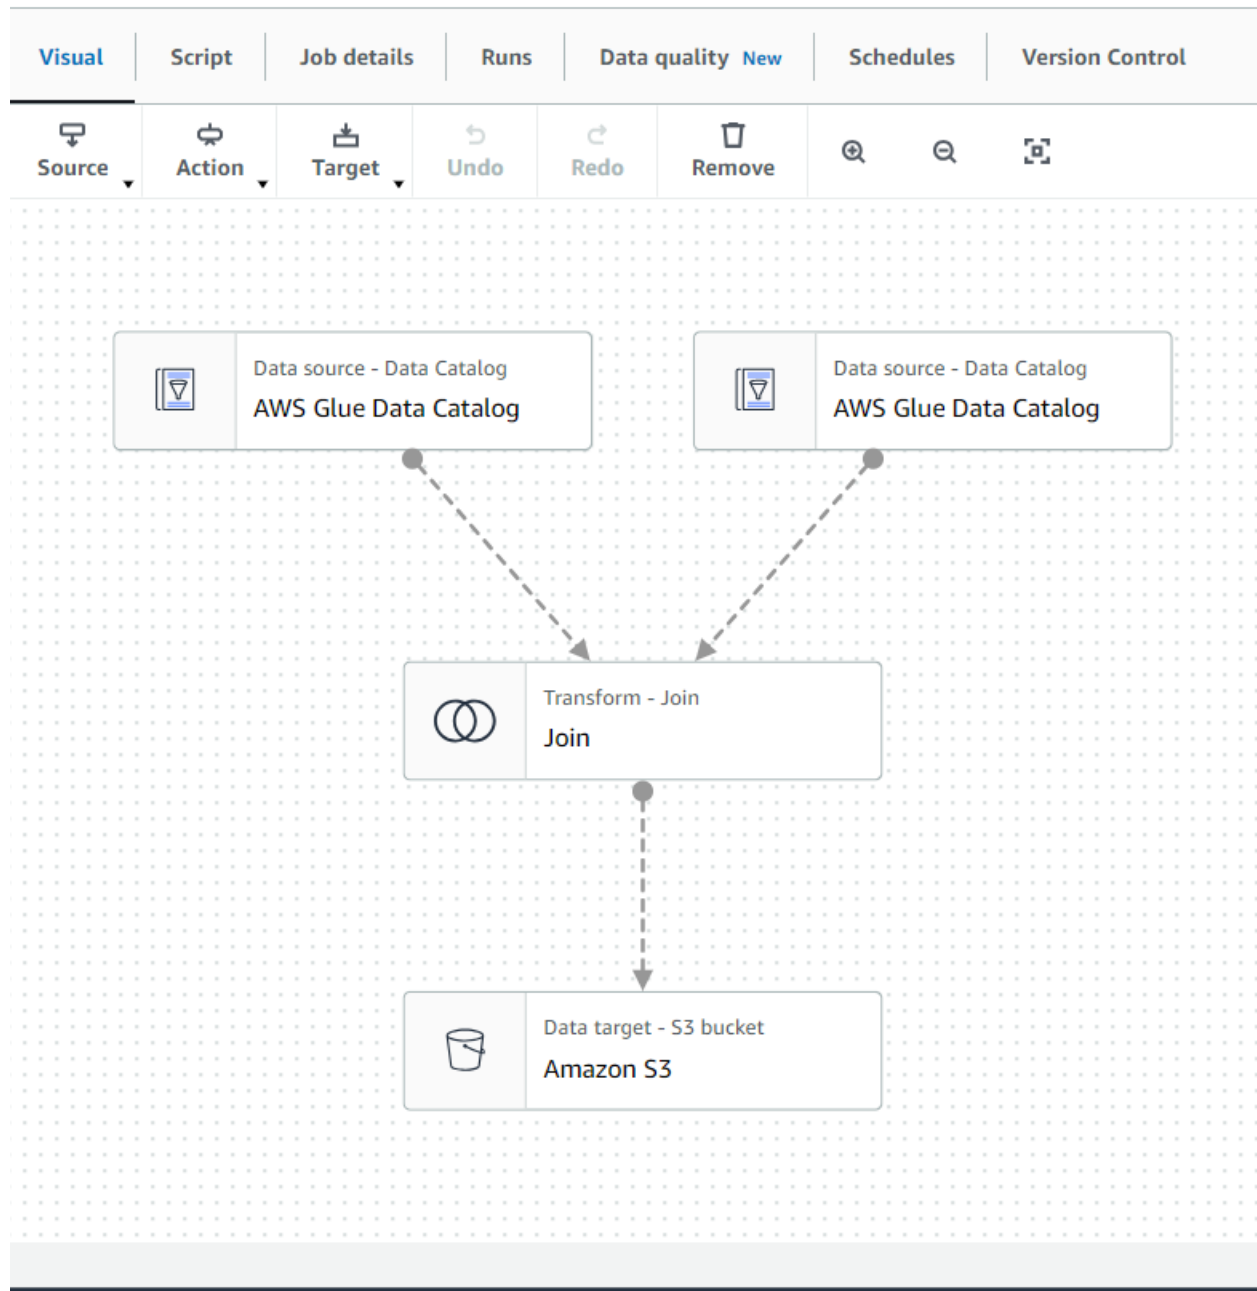 Visual Script Job details Runs Data quality New Schedules Version Control
Source Action Target Undo Redo Remove
Data source - Data Catalog
AWS Glue Data Catalog
Data source - Data Catalog
AWS Glue Data Catalog
Transform - Join
Join
Data target - S3 bucket
Amazon S3